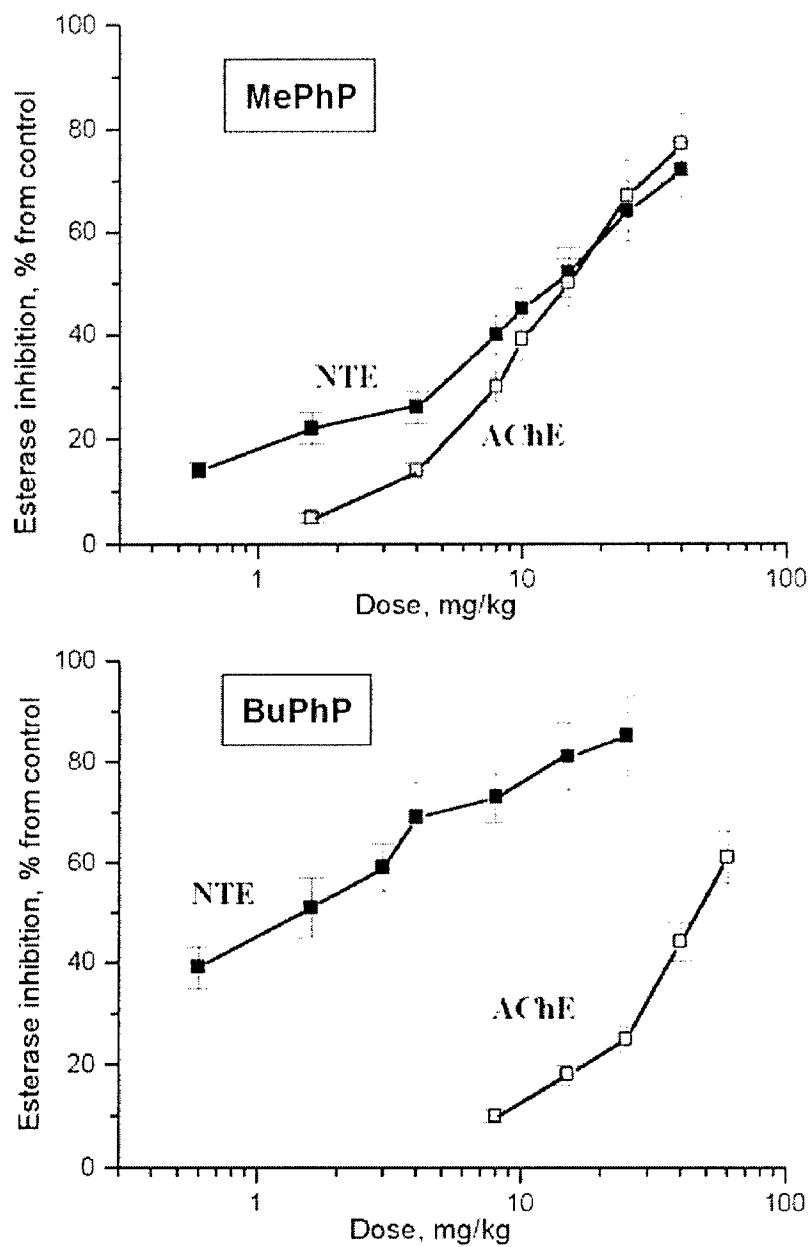 100
MePhP
80
60
40
20
0
Esterase inhibition, % from control
NTE
AChE
1
10
100
Dose, mg/kg
100
BuPhP
80
60
40
20
0
Esterase inhibition, % from control
NTE
AChE
1
10
100
Dose, mg/kg